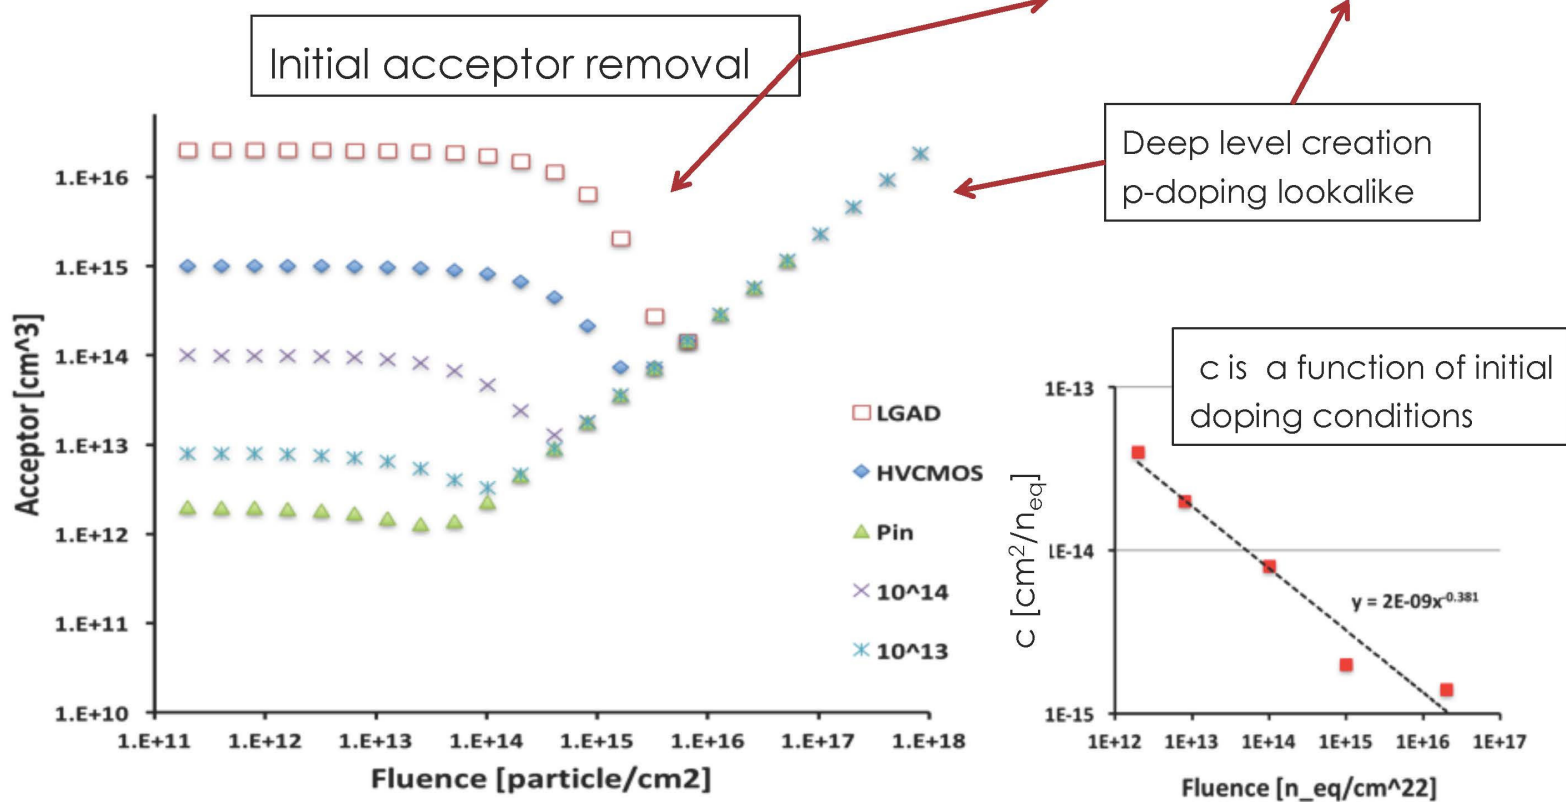 Initial acceptor removal
Deep level creation
p-doping lookalike
Acceptor [cm^3]
1.E+16
1.E+15
1.E+14
1.E+13
1.E+12
1.E+11
1.E+10
1.E+11 1.E+12 1.E+13 1.E+14 1.E+15 1.E+16 1.E+17 1.E+18
Fluence [particle/cm2]
LGAD
HVCMOS
Pin
10^14
10^13
c is a function of initial
doping conditions
c [cm²/n_eq]
1E-13
1E-14
1E-15
y = 2E-09x^-0.381
1E+12 1E+13 1E+14 1E+15 1E+16 1E+17
Fluence [n_eq/cm^22]